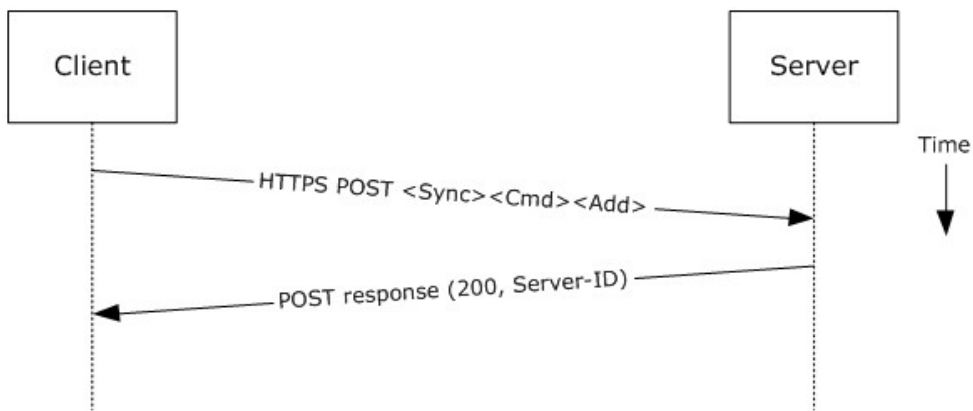 Client
Server
Time
HTTPS POST <Sync><Cmd><Add>
POST response (200, Server-ID)